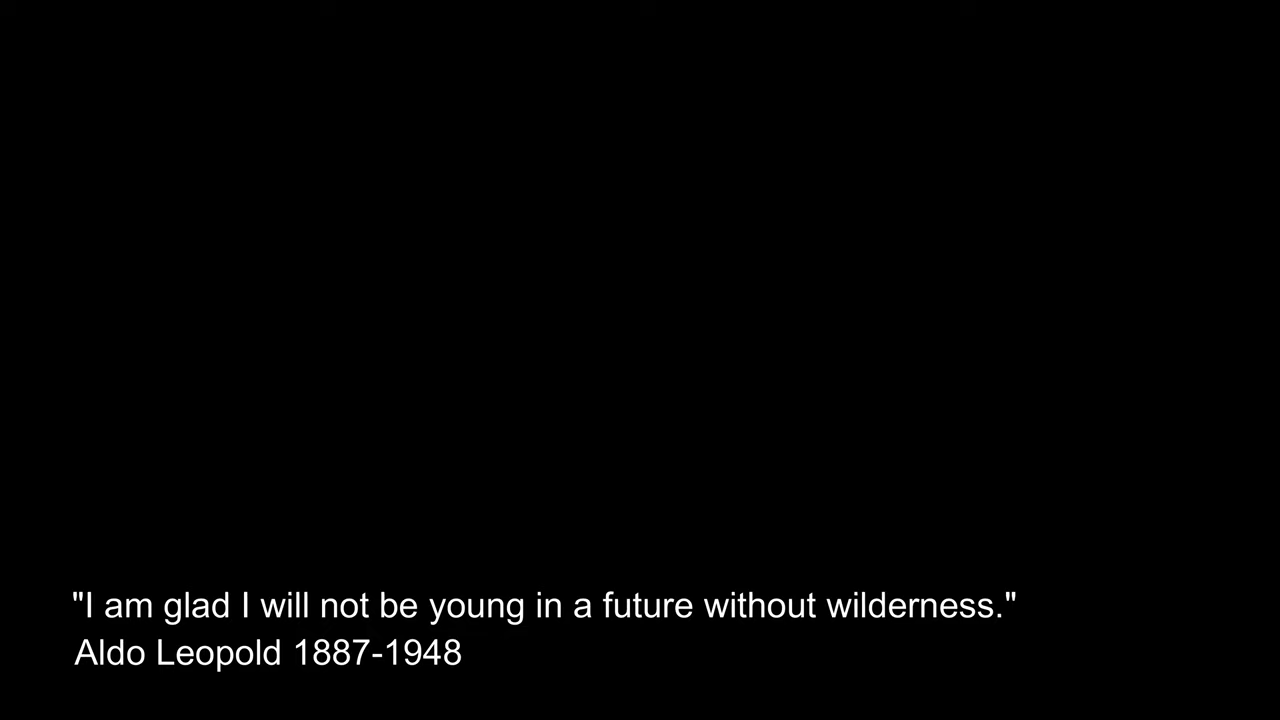 "I am glad I will not be young in a future without wilderness."
Aldo Leopold 1887-1948